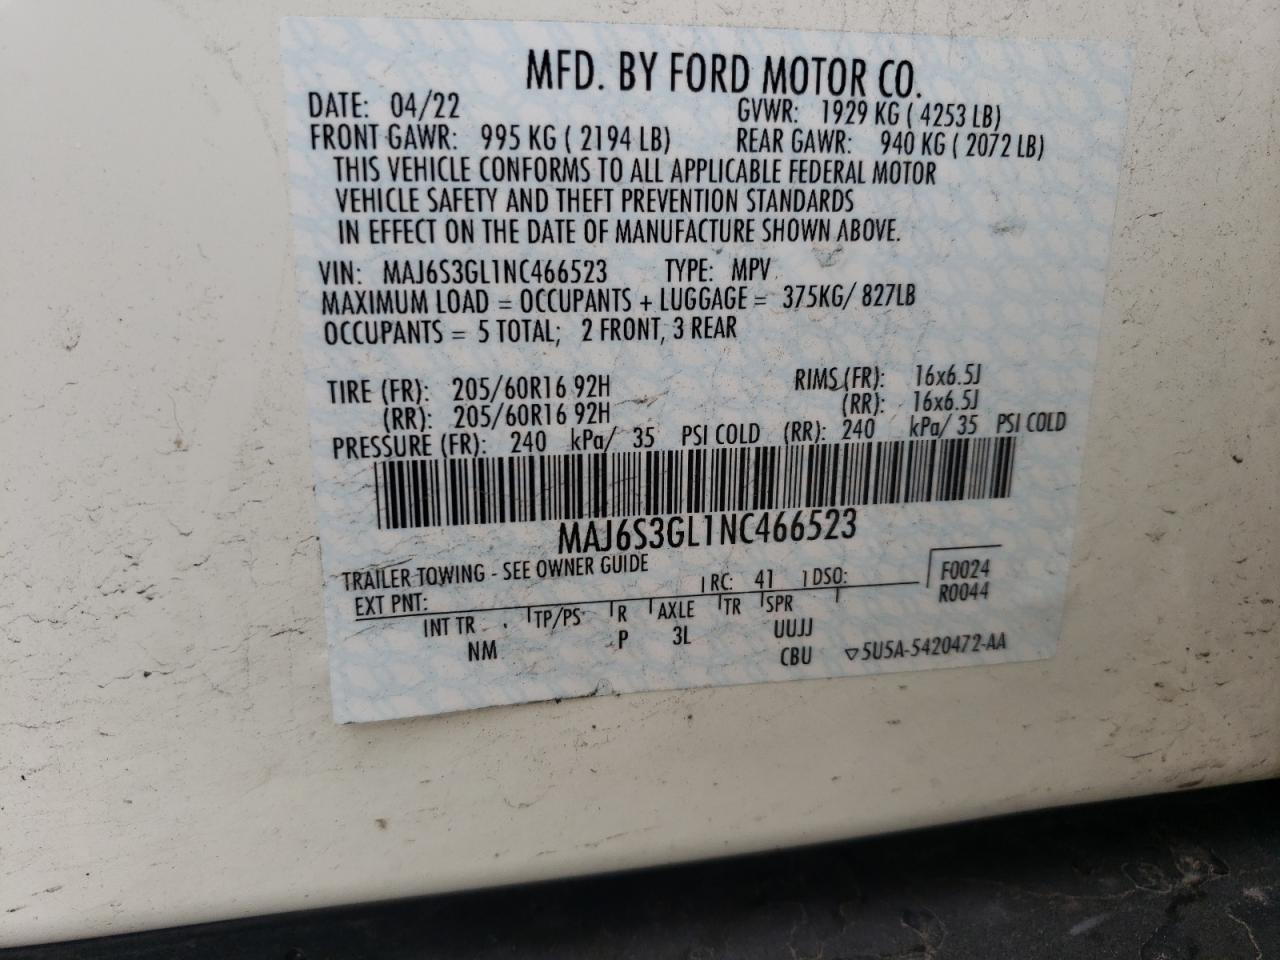 MFD. BY FORD MOTOR CO.
DATE: 04/22 GVWR: 1929 KG ( 4253 LB)
FRONT GAWR: 995 KG ( 2194 LB) REAR GAWR: 940 KG ( 2072 LB)
THIS VEHICLE CONFORMS TO ALL APPLICABLE FEDERAL MOTOR
VEHICLE SAFETY AND THEFT PREVENTION STANDARDS
IN EFFECT ON THE DATE OF MANUFACTURE SHOWN ABOVE.
VIN: MAJ6S3GL1NC466523 TYPE: MPV
MAXIMUM LOAD = OCCUPANTS + LUGGAGE = 375KG/ 827LB
OCCUPANTS = 5 TOTAL; 2 FRONT, 3 REAR
TIRE (FR): 205/60R16 92H RIMS (FR): 16x6.5J
(RR): 205/60R16 92H (RR): 16x6.5J
PRESSURE (FR): 240 kPa/ 35 PSI COLD (RR): 240 kPa/ 35 PSI COLD
MAJ6S3GL1NC466523
TRAILER TOWING - SEE OWNER GUIDE
EXT PNT: RC: 41 DSO: F0024
R0044
INT TR TP/PS R AXLE TR SPR
NM P 3L UUJJ
CBU ▽5U5A-5420472-AA